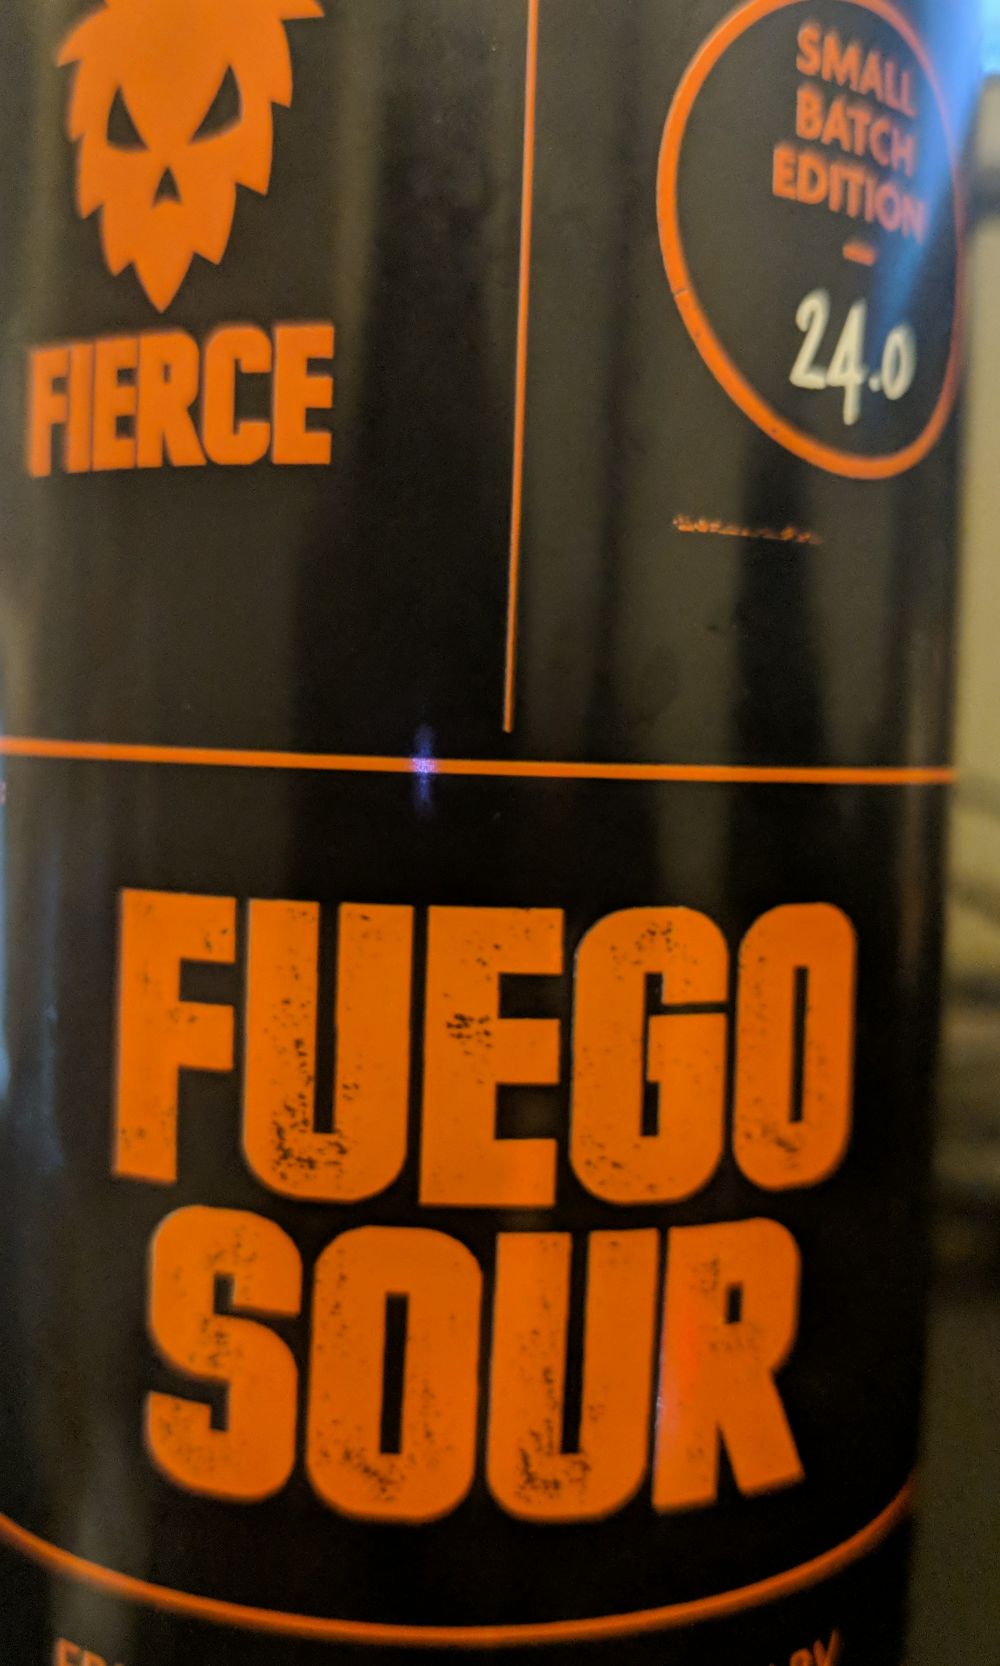 FIERCE
SMALL
BATCH
EDITION
24.0
FUEGO
SOUR